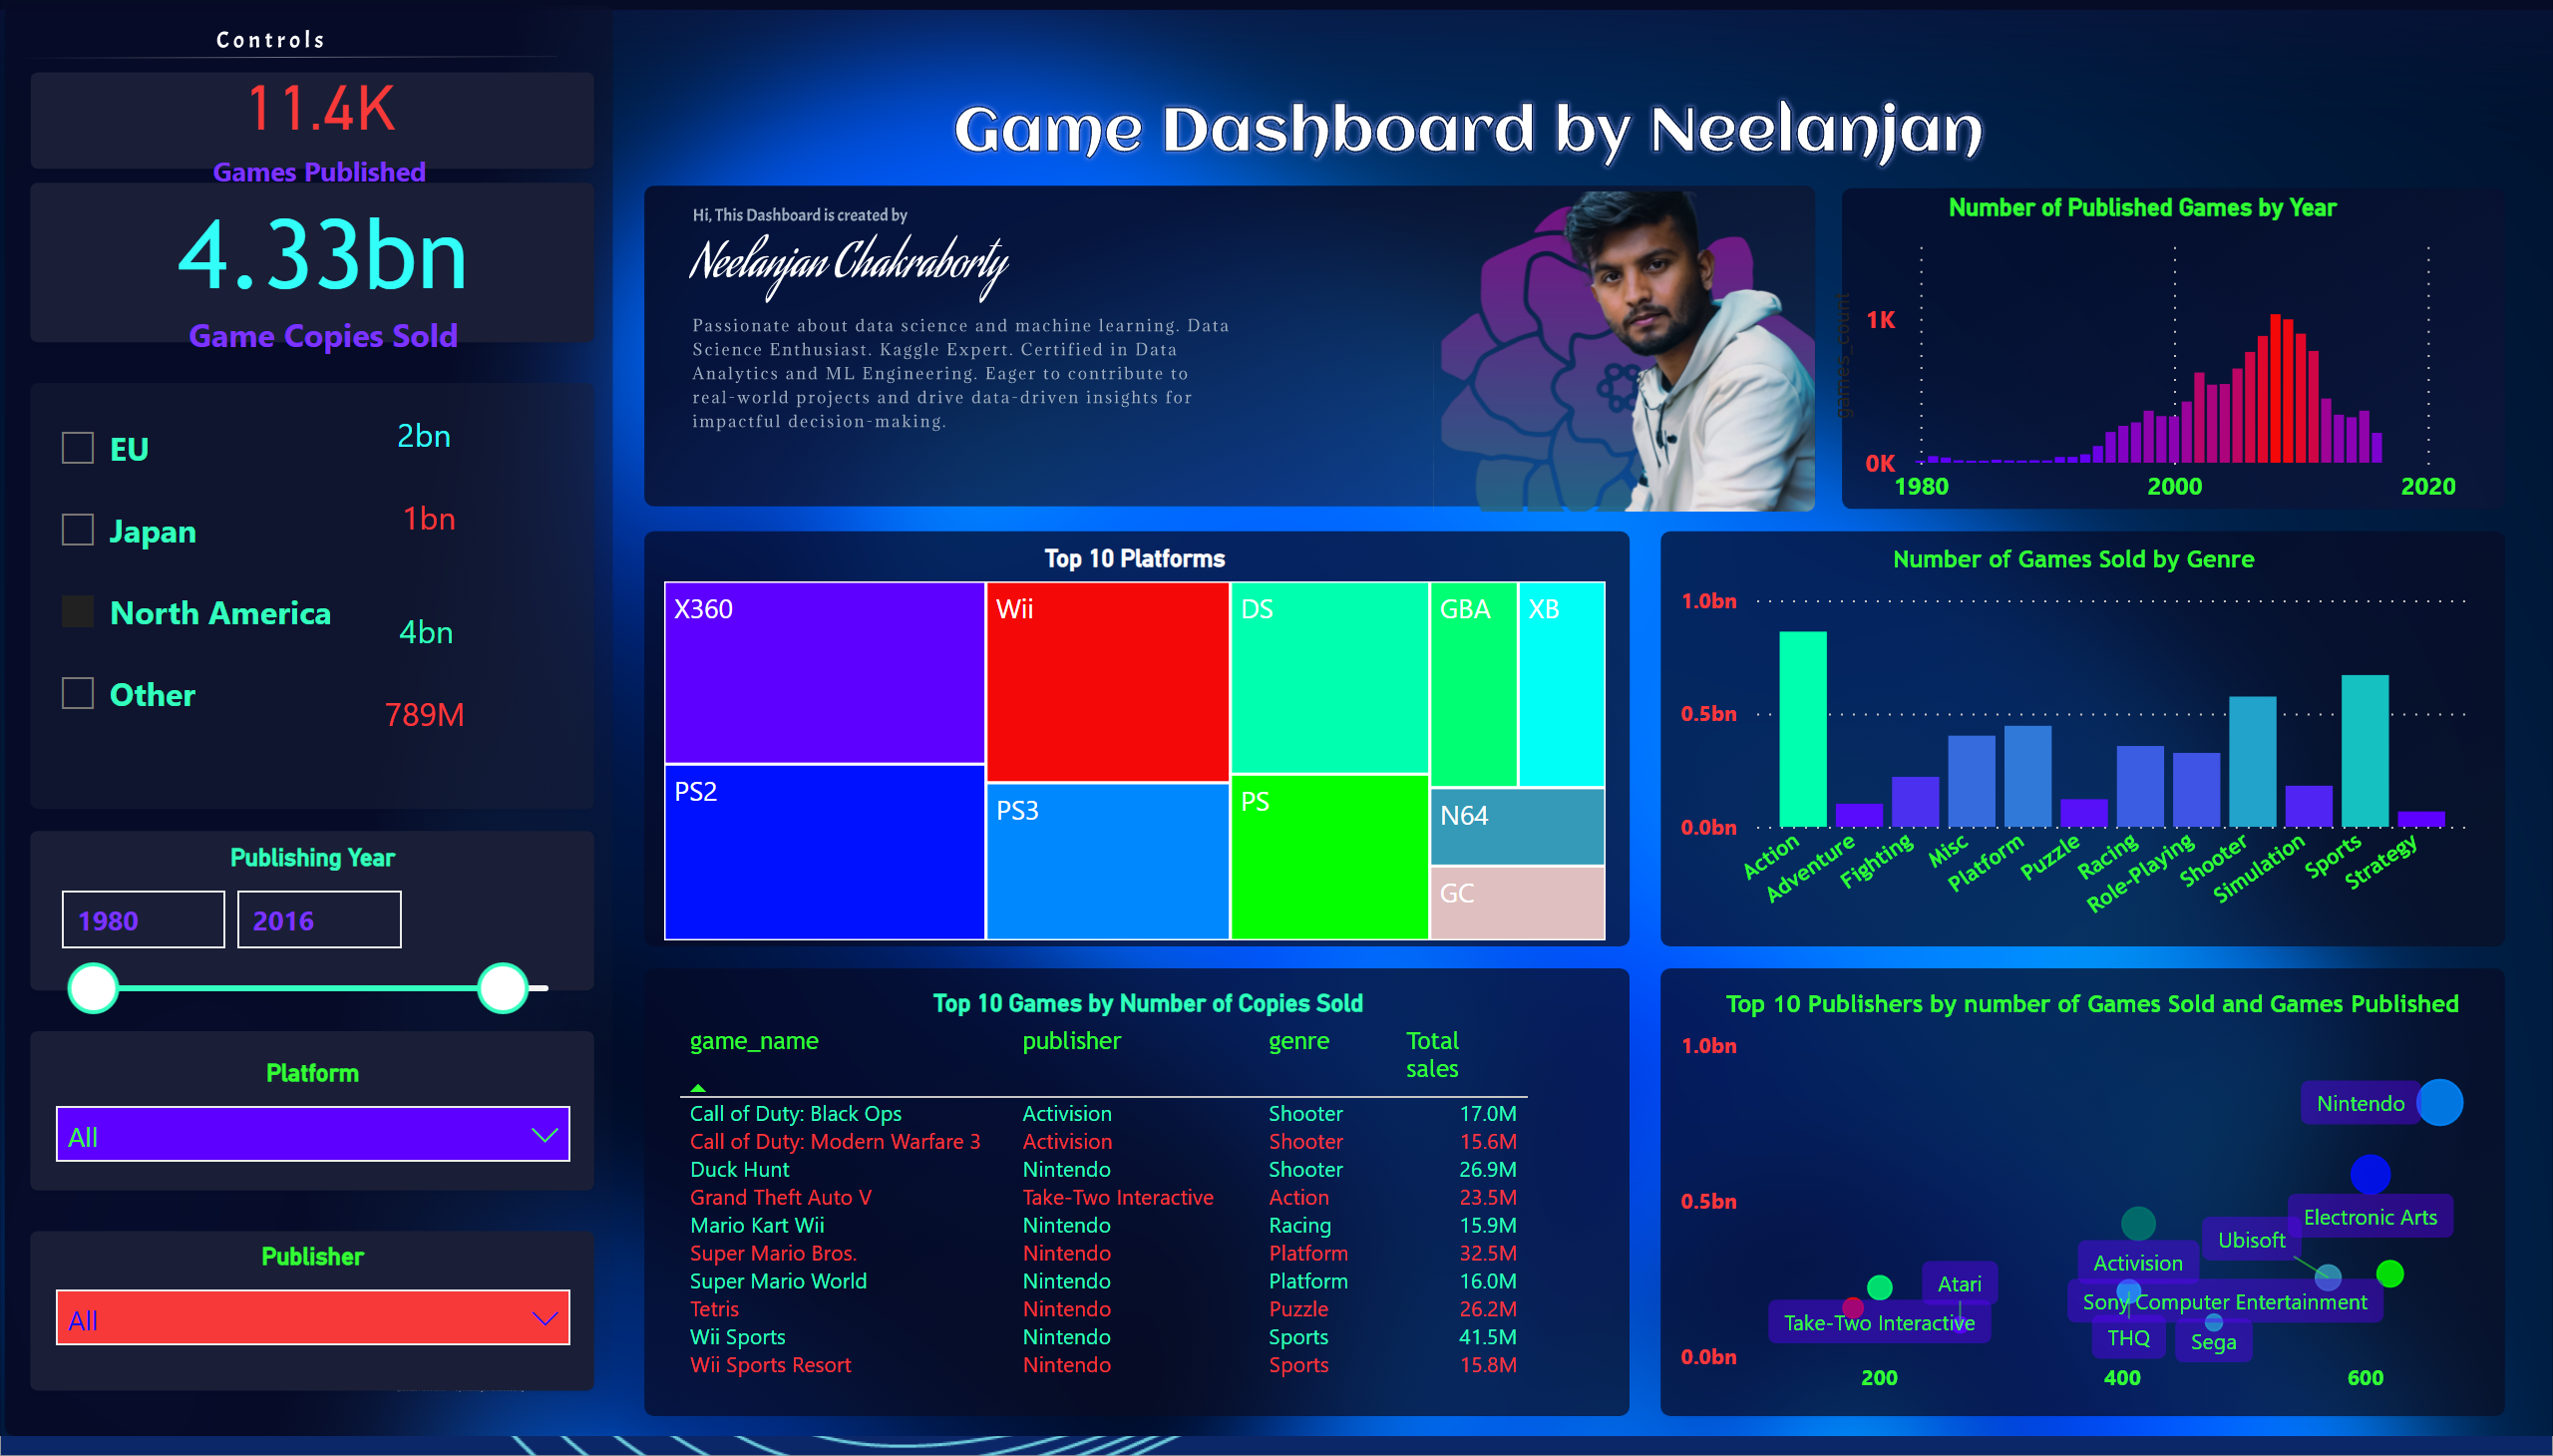 Controls
11.4K
Games Published
4.33bn
Game Copies Sold
EU 2bn
Japan 1bn
North America 4bn
Other 789M
Publishing Year
1980 2016
Platform
All
Publisher
All
Game Dashboard by Neelanjan
Hi, This Dashboard is created by
Neelanjan Chakraborty
Passionate about data science and machine learning. Data
Science Enthusiast. Kaggle Expert. Certified in Data
Analytics and ML Engineering. Eager to contribute to
real-world projects and drive data-driven insights for
impactful decision-making.
Number of Published Games by Year
games_count
1K
0K
1980 2000 2020
Top 10 Platforms
X360 Wii DS GBA XB
PS2 PS3 PS N64
GC
Number of Games Sold by Genre
1.0bn
0.5bn
0.0bn
Action Adventure Fighting Misc Platform Puzzle Racing Role-Playing Shooter Simulation Sports Strategy
Top 10 Games by Number of Copies Sold
game_name publisher genre Total
sales
Call of Duty: Black Ops Activision Shooter 17.0M
Call of Duty: Modern Warfare 3 Activision Shooter 15.6M
Duck Hunt Nintendo Shooter 26.9M
Grand Theft Auto V Take-Two Interactive Action 23.5M
Mario Kart Wii Nintendo Racing 15.9M
Super Mario Bros. Nintendo Platform 32.5M
Super Mario World Nintendo Platform 16.0M
Tetris Nintendo Puzzle 26.2M
Wii Sports Nintendo Sports 41.5M
Wii Sports Resort Nintendo Sports 15.8M
Top 10 Publishers by number of Games Sold and Games Published
1.0bn
Nintendo
0.5bn
Electronic Arts
Ubisoft
Activision
Atari
Sony Computer Entertainment
Take-Two Interactive
THQ
Sega
0.0bn
200 400 600